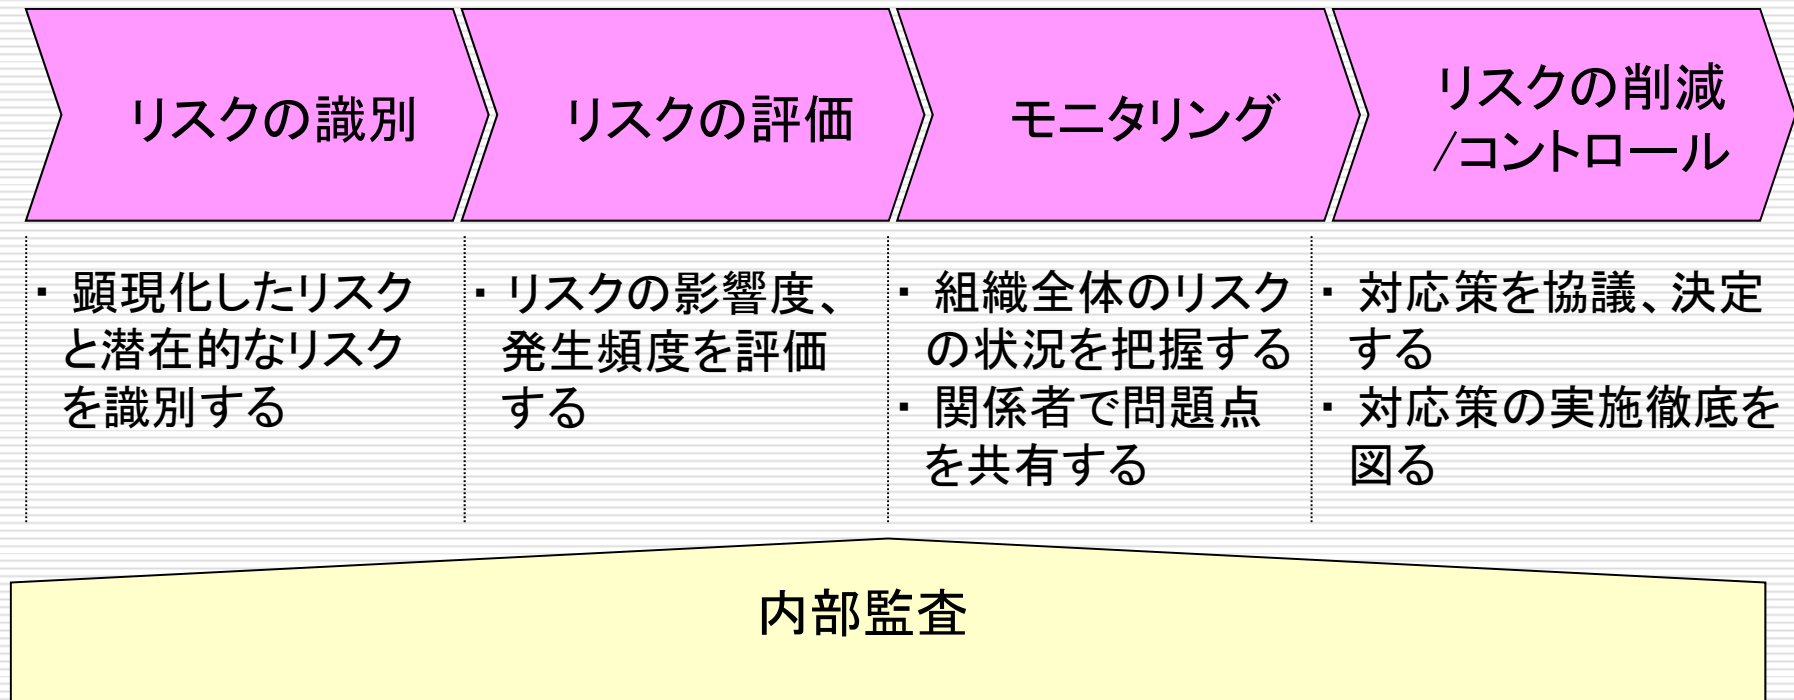 リスクの識別
リスクの評価
モニタリング
リスクの削減
/コントロール
・ 顕現化したリスク
と潜在的なリスク
を識別する
・ リスクの影響度、
発生頻度を評価
する
・ 組織全体のリスク
の状況を把握する
・ 関係者で問題点
を共有する
・ 対応策を協議、決定
する
・ 対応策の実施徹底を
図る
内部監査